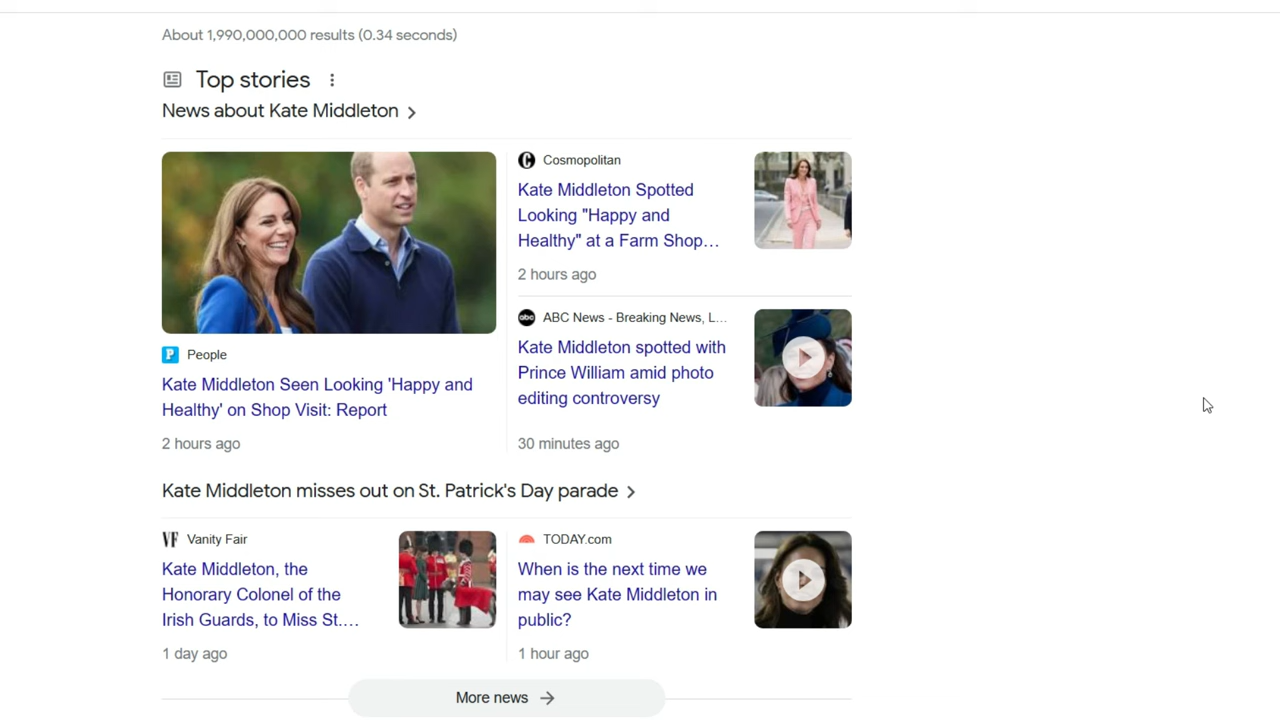 About 1,990,000,000 results (0.34 seconds)
Top stories
News about Kate Middleton
People
Kate Middleton Seen Looking 'Happy and
Healthy' on Shop Visit: Report
2 hours ago
Cosmopolitan
Kate Middleton Spotted
Looking "Happy and
Healthy" at a Farm Shop...
2 hours ago
abc
ABC News - Breaking News, L...
Kate Middleton spotted with
Prince William amid photo
editing controversy
30 minutes ago
Kate Middleton misses out on St. Patrick's Day parade
VF Vanity Fair
Kate Middleton, the
Honorary Colonel of the
Irish Guards, to Miss St....
1 day ago
TODAY.com
When is the next time we
may see Kate Middleton in
public?
1 hour ago
More news